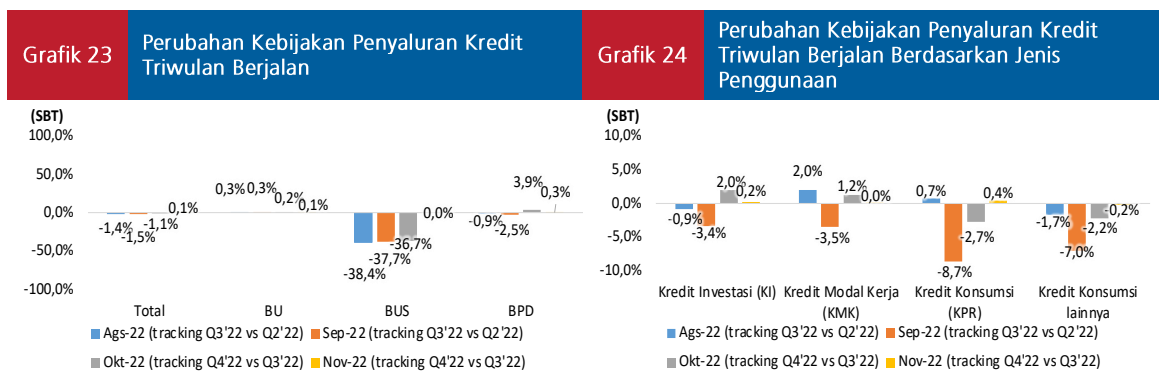 Grafik 23
Perubahan Kebijakan Penyaluran Kredit
Triwulan Berjalan
(SBT)
100,0%
50,0%
0,0%
-50,0%
-100,0%
-1,4%
-1,5%
-1,1%
0,1%
0,3%
0,3%
0,2%
0,1%
-38,4%
-37,7%
-36,7%
0,0%
-0,9%
-2,5%
3,9%
0,3%
Total
BU
BUS
BPD
Ags-22 (tracking Q3'22 vs Q2'22)
Sep-22 (tracking Q3'22 vs Q2'22)
Okt-22 (tracking Q4'22 vs Q3'22)
Nov-22 (tracking Q4'22 vs Q3'22)
Grafik 24
Perubahan Kebijakan Penyaluran Kredit
Triwulan Berjalan Berdasarkan Jenis
Penggunaan
(SBT)
10,0%
5,0%
0,0%
-5,0%
-10,0%
-0,9%
-3,4%
2,0%
0,2%
2,0%
-3,5%
1,2%
0,0%
0,7%
-8,7%
-2,7%
0,4%
-1,7%
-7,0%
-2,2%
-0,2%
Kredit Investasi (KI)
Kredit Modal Kerja
(KMK)
Kredit Konsumsi
(KPR)
Kredit Konsumsi
lainnya
Ags-22 (tracking Q3'22 vs Q2'22)
Sep-22 (tracking Q3'22 vs Q2'22)
Okt-22 (tracking Q4'22 vs Q3'22)
Nov-22 (tracking Q4'22 vs Q3'22)